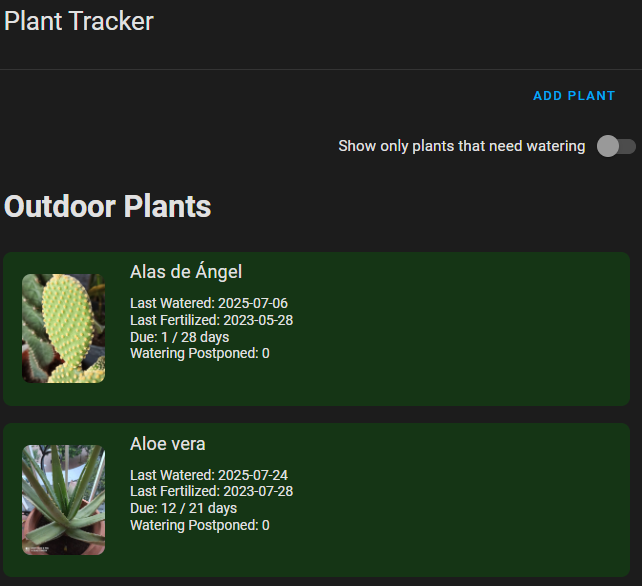 Plant Tracker
ADD PLANT
Show only plants that need watering
Outdoor Plants
Alas de Ángel
Last Watered: 2025-07-06
Last Fertilized: 2023-05-28
Due: 1 / 28 days
Watering Postponed: 0
Aloe vera
Last Watered: 2025-07-24
Last Fertilized: 2023-07-28
Due: 12 / 21 days
Watering Postponed: 0